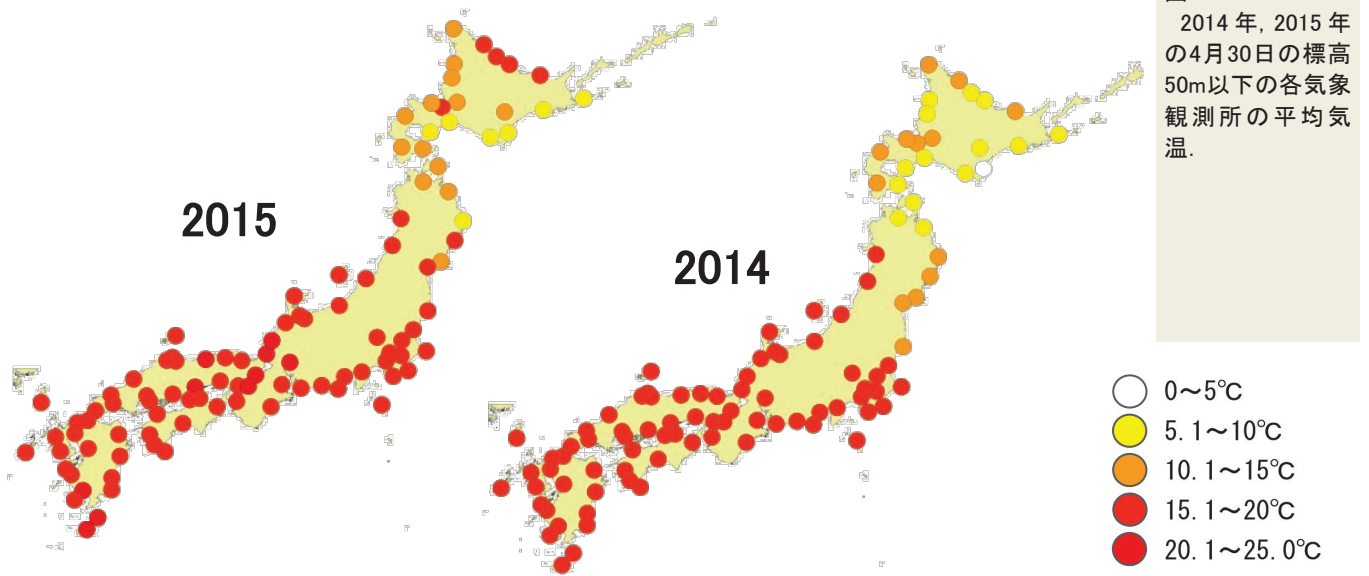 2014 年, 2015 年
の4月30日の標高
50m以下の各気象
観測所の平均気
温.
2015
2014
0～5℃
5.1～10℃
10.1～15℃
15.1～20℃
20.1～25.0℃